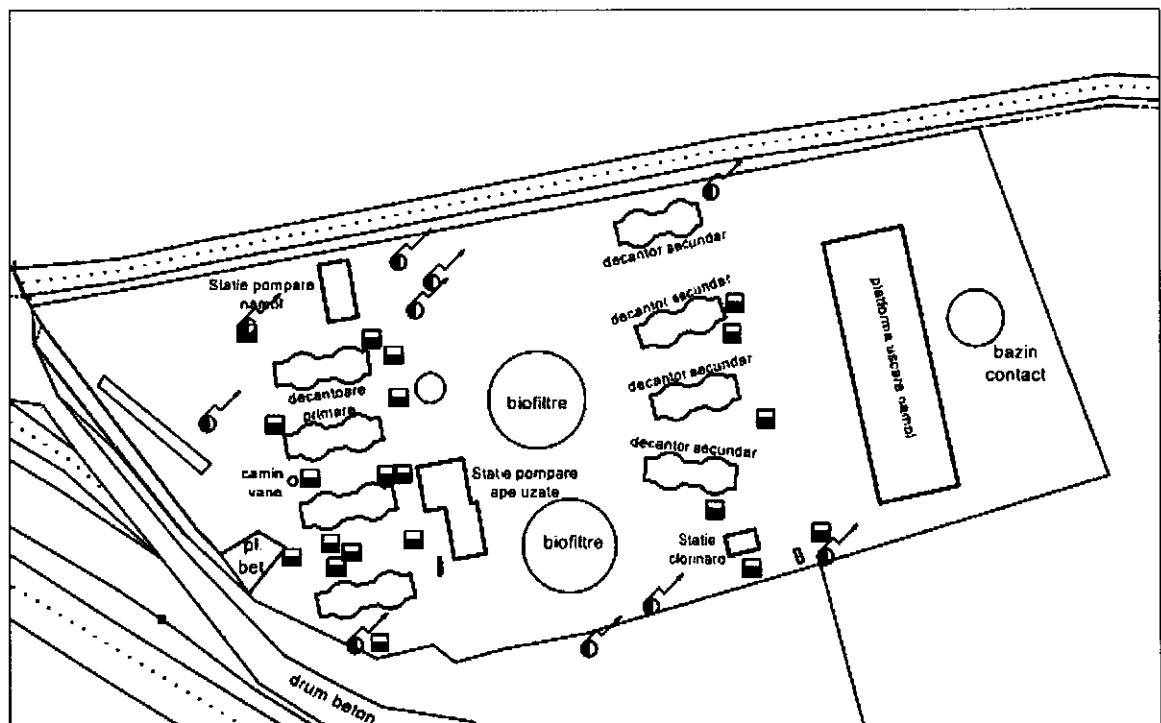 decantor secundar
Statie pompare
namol
decantor secundar
platforma uscare namol
bazin
contact
decantor secundar
decantoare
primare
biofiltre
decantor secundar
camin
vane
Statie pompare
ape uzate
pl.
bet.
biofiltre
Statie
clorinare
drum beton